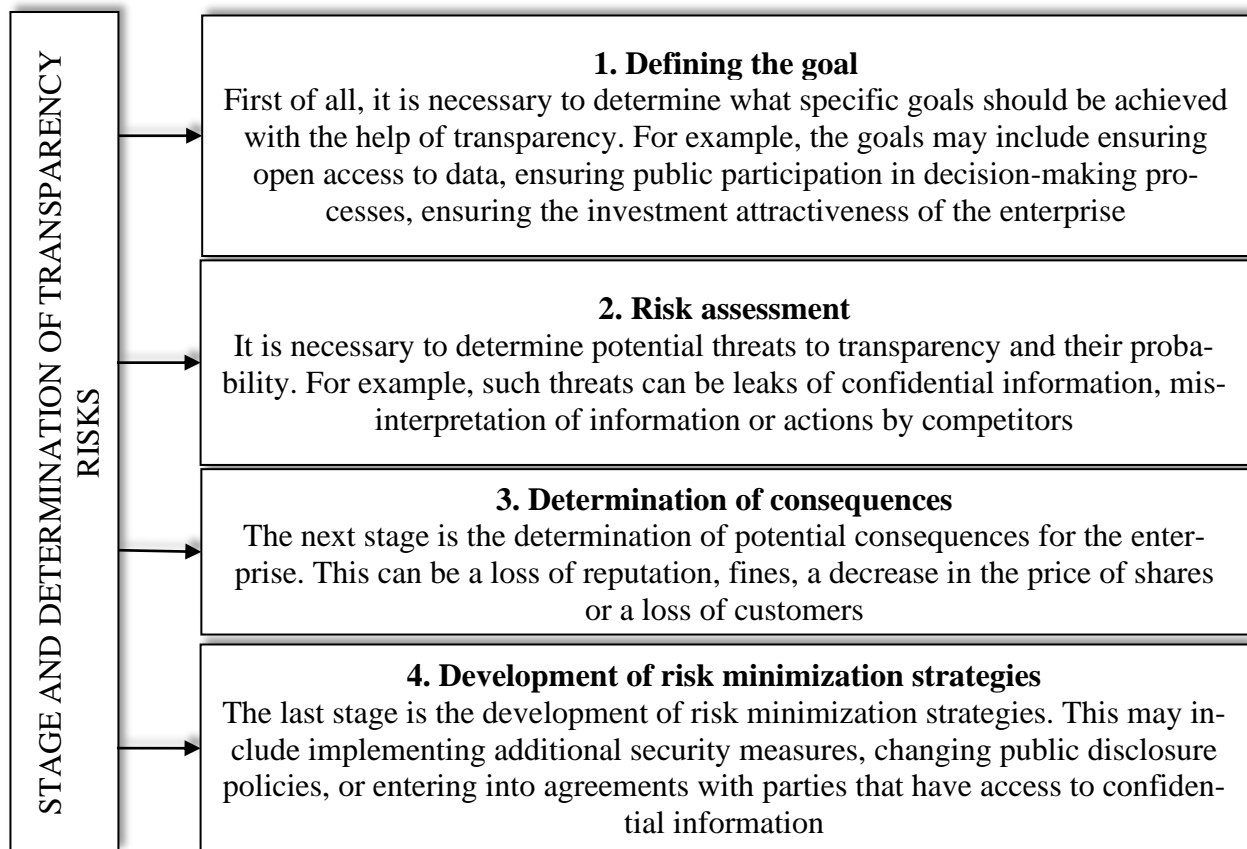 STAGE AND DETERMINATION OF TRANSPARENCY
RISKS
1. Defining the goal
First of all, it is necessary to determine what specific goals should be achieved
with the help of transparency. For example, the goals may include ensuring
open access to data, ensuring public participation in decision-making pro-
cesses, ensuring the investment attractiveness of the enterprise
2. Risk assessment
It is necessary to determine potential threats to transparency and their proba-
bility. For example, such threats can be leaks of confidential information, mis-
interpretation of information or actions by competitors
3. Determination of consequences
The next stage is the determination of potential consequences for the enter-
prise. This can be a loss of reputation, fines, a decrease in the price of shares
or a loss of customers
4. Development of risk minimization strategies
The last stage is the development of risk minimization strategies. This may in-
clude implementing additional security measures, changing public disclosure
policies, or entering into agreements with parties that have access to confiden-
tial information